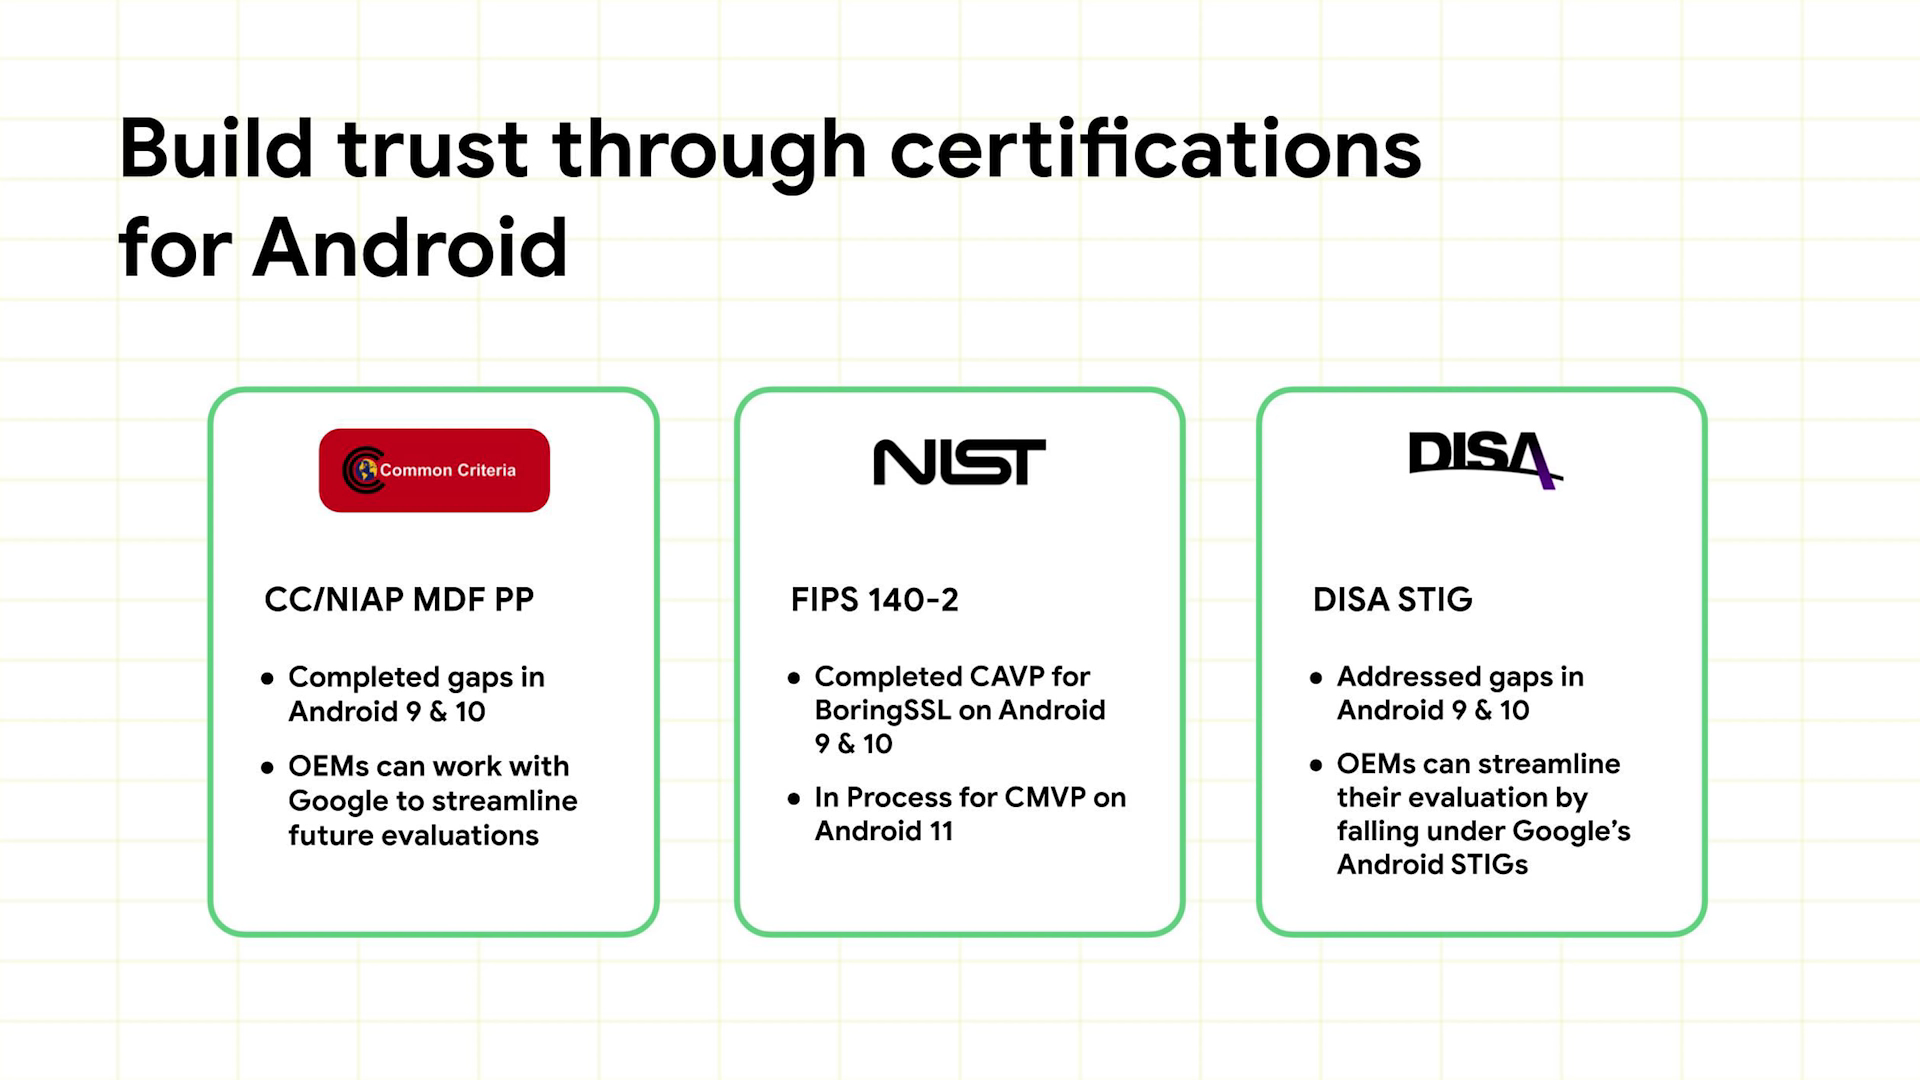 Build trust through certifications
for Android
Common Criteria
CC/NIAP MDF PP
● Completed gaps in
Android 9 & 10
● OEMs can work with
Google to streamline
future evaluations
NIST
FIPS 140-2
● Completed CAVP for
BoringSSL on Android
9 & 10
● In Process for CMVP on
Android 11
DISA
DISA STIG
● Addressed gaps in
Android 9 & 10
● OEMs can streamline
their evaluation by
falling under Google’s
Android STIGs